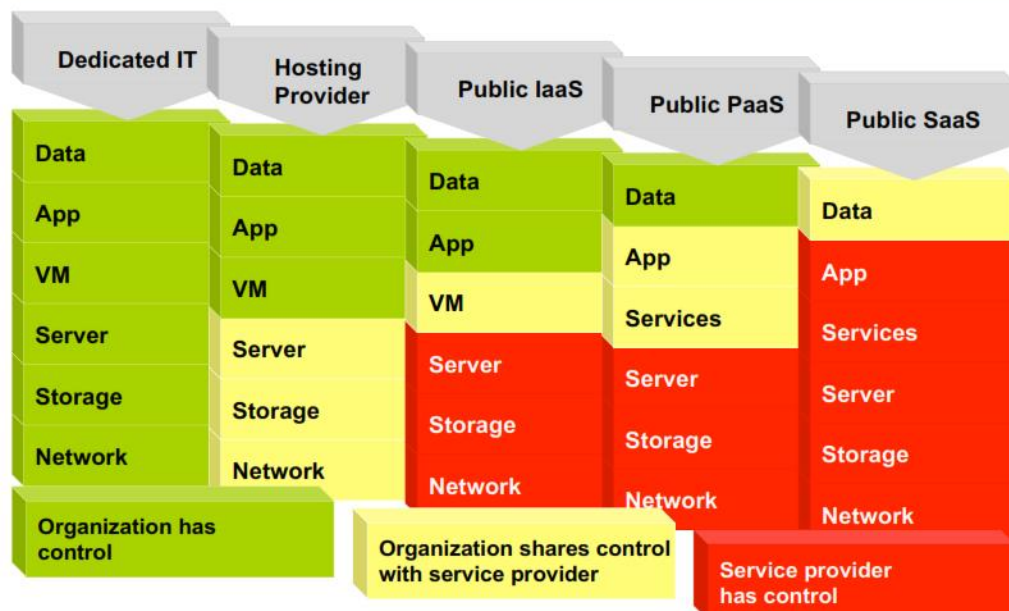 Dedicated IT
Hosting
Provider
Public IaaS
Public PaaS
Public SaaS
Data
App
VM
Server
Storage
Network
Data
App
VM
Server
Storage
Network
Data
App
VM
Server
Storage
Network
Data
App
Services
Server
Storage
Network
Data
App
Services
Server
Storage
Network
Organization has
control
Organization shares control
with service provider
Service provider
has control